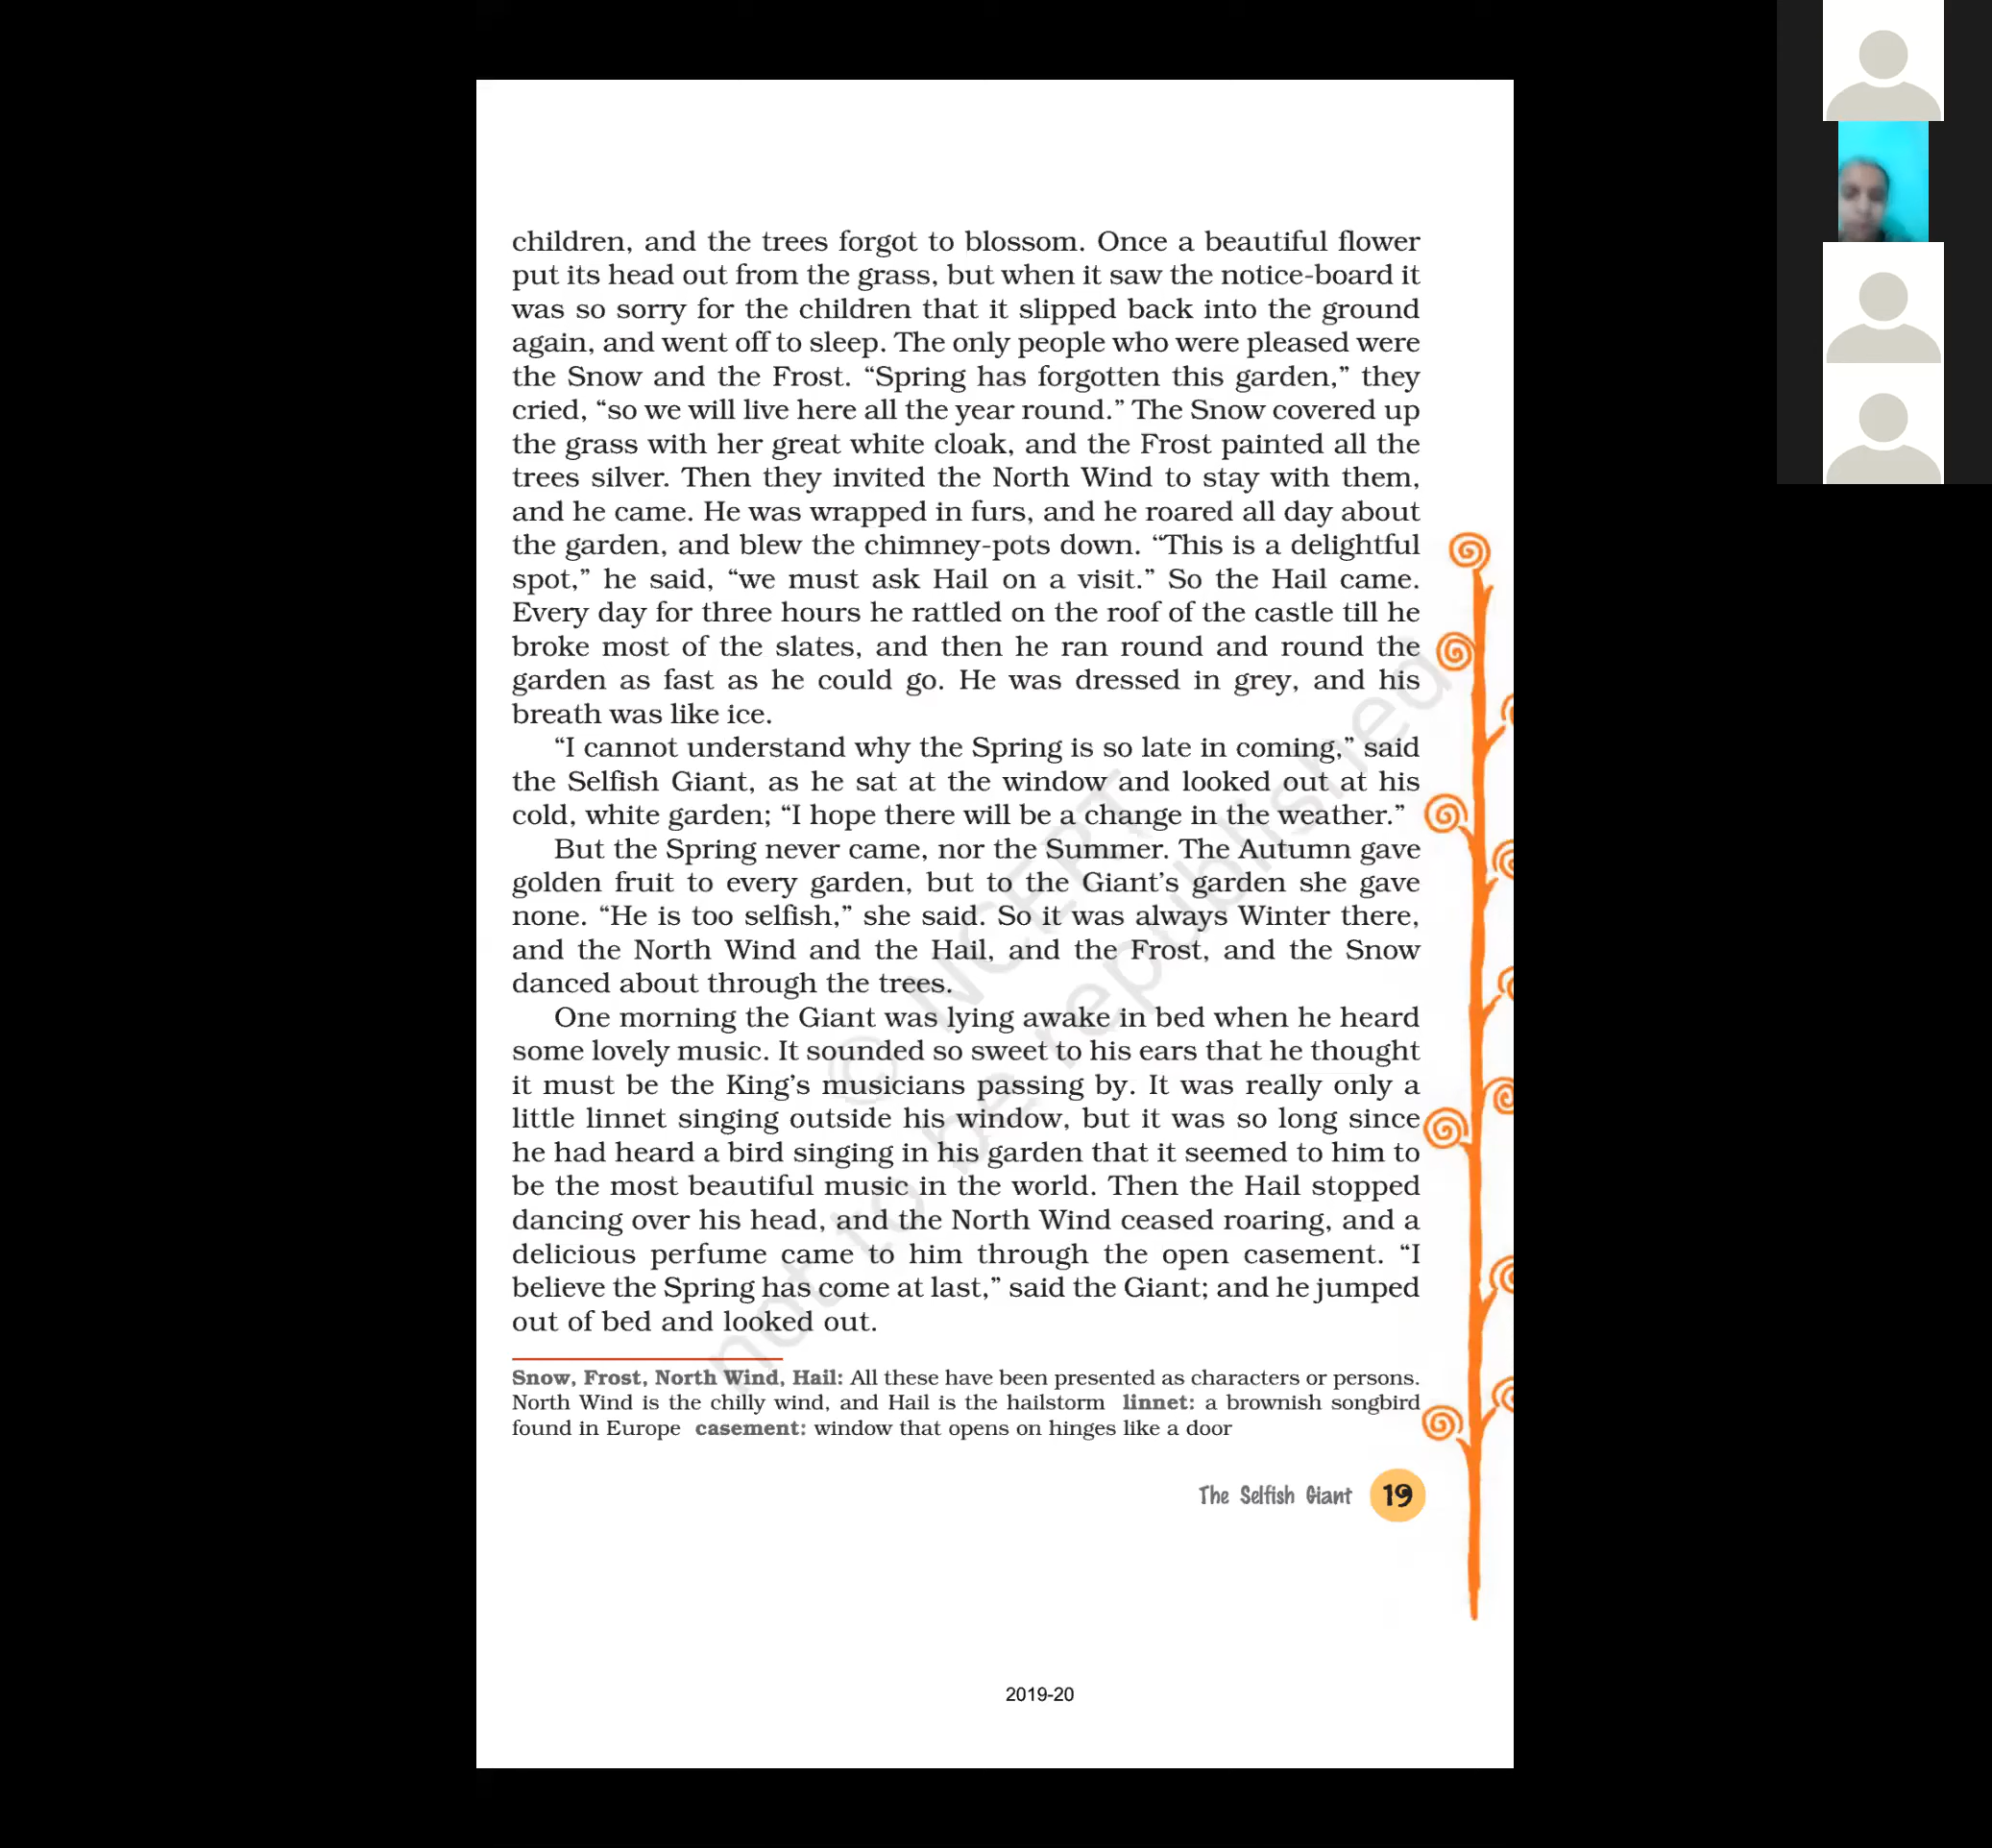 children, and the trees forgot to blossom. Once a beautiful flower
put its head out from the grass, but when it saw the notice-board it
was so sorry for the children that it slipped back into the ground
again, and went off to sleep. The only people who were pleased were
the Snow and the Frost. “Spring has forgotten this garden,” they
cried, “so we will live here all the year round.” The Snow covered up
the grass with her great white cloak, and the Frost painted all the
trees silver. Then they invited the North Wind to stay with them,
and he came. He was wrapped in furs, and he roared all day about
the garden, and blew the chimney-pots down. “This is a delightful
spot,” he said, “we must ask Hail on a visit.” So the Hail came.
Every day for three hours he rattled on the roof of the castle till he
broke most of the slates, and then he ran round and round the
garden as fast as he could go. He was dressed in grey, and his
breath was like ice.
“I cannot understand why the Spring is so late in coming,” said
the Selfish Giant, as he sat at the window and looked out at his
cold, white garden; “I hope there will be a change in the weather.”
But the Spring never came, nor the Summer. The Autumn gave
golden fruit to every garden, but to the Giant’s garden she gave
none. “He is too selfish,” she said. So it was always Winter there,
and the North Wind and the Hail, and the Frost, and the Snow
danced about through the trees.
One morning the Giant was lying awake in bed when he heard
some lovely music. It sounded so sweet to his ears that he thought
it must be the King’s musicians passing by. It was really only a
little linnet singing outside his window, but it was so long since
he had heard a bird singing in his garden that it seemed to him to
be the most beautiful music in the world. Then the Hail stopped
dancing over his head, and the North Wind ceased roaring, and a
delicious perfume came to him through the open casement. “I
believe the Spring has come at last,” said the Giant; and he jumped
out of bed and looked out.
Snow, Frost, North Wind, Hail: All these have been presented as characters or persons.
North Wind is the chilly wind, and Hail is the hailstorm linnet: a brownish songbird
found in Europe casement: window that opens on hinges like a door
The Selfish Giant 19
2019-20
© NCERT
not to be republished